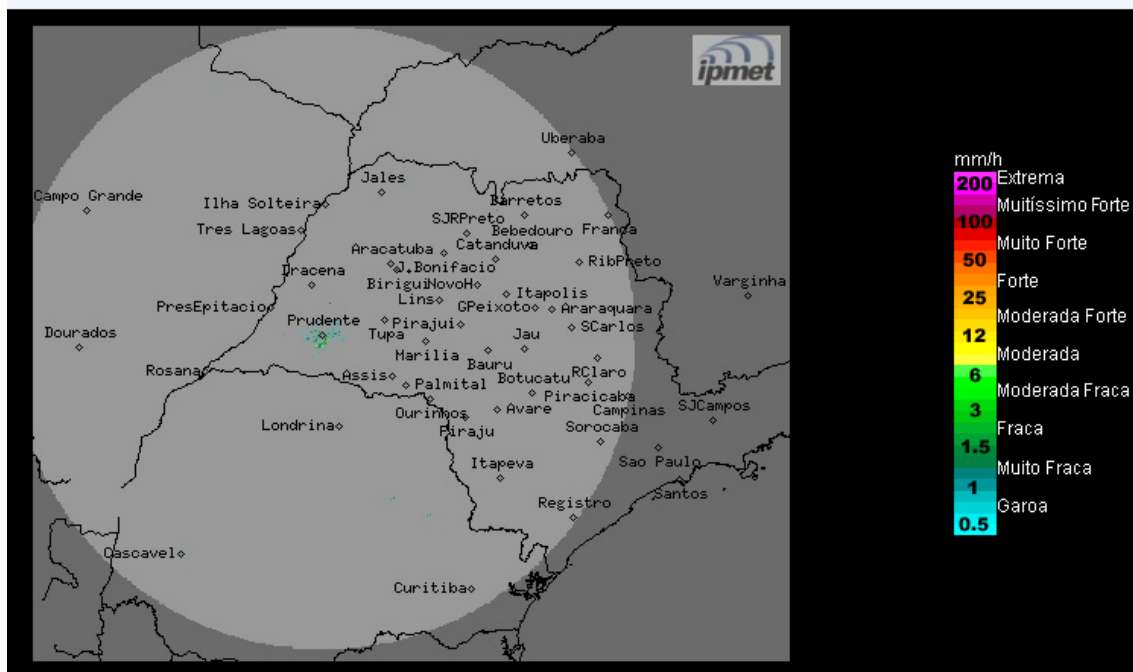 ipmet
Uberaba
Campo Grande
Jales
Ilha Solteira
Barretos
SJRPreto
Tres Lagoas
Bebedouro
Franca
Catanduva
Aracatuba
RibPreto
J.Bonifacio
Dracena
Varginha
Birigui
NovoH
Itapolis
Lins
PresEpitacio
GPeixoto
Araraquara
Prudente
Pirajui
SCarlos
Dourados
Tupa
Jau
Marilia
Bauru
Rosana
Assis
RClaro
Botucatu
Palmital
Piracicaba
SJCampos
Ourinhos
Avare
Campinas
Londrina
Piraju
Sorocaba
Itapeva
Sao Paulo
Santos
Registro
Cascavel
Curitiba
mm/h
200 Extrema
Muitíssimo Forte
100
Muito Forte
50
Forte
25
Moderada Forte
12
Moderada
6
Moderada Fraca
3
Fraca
1.5
Muito Fraca
1
Garoa
0.5